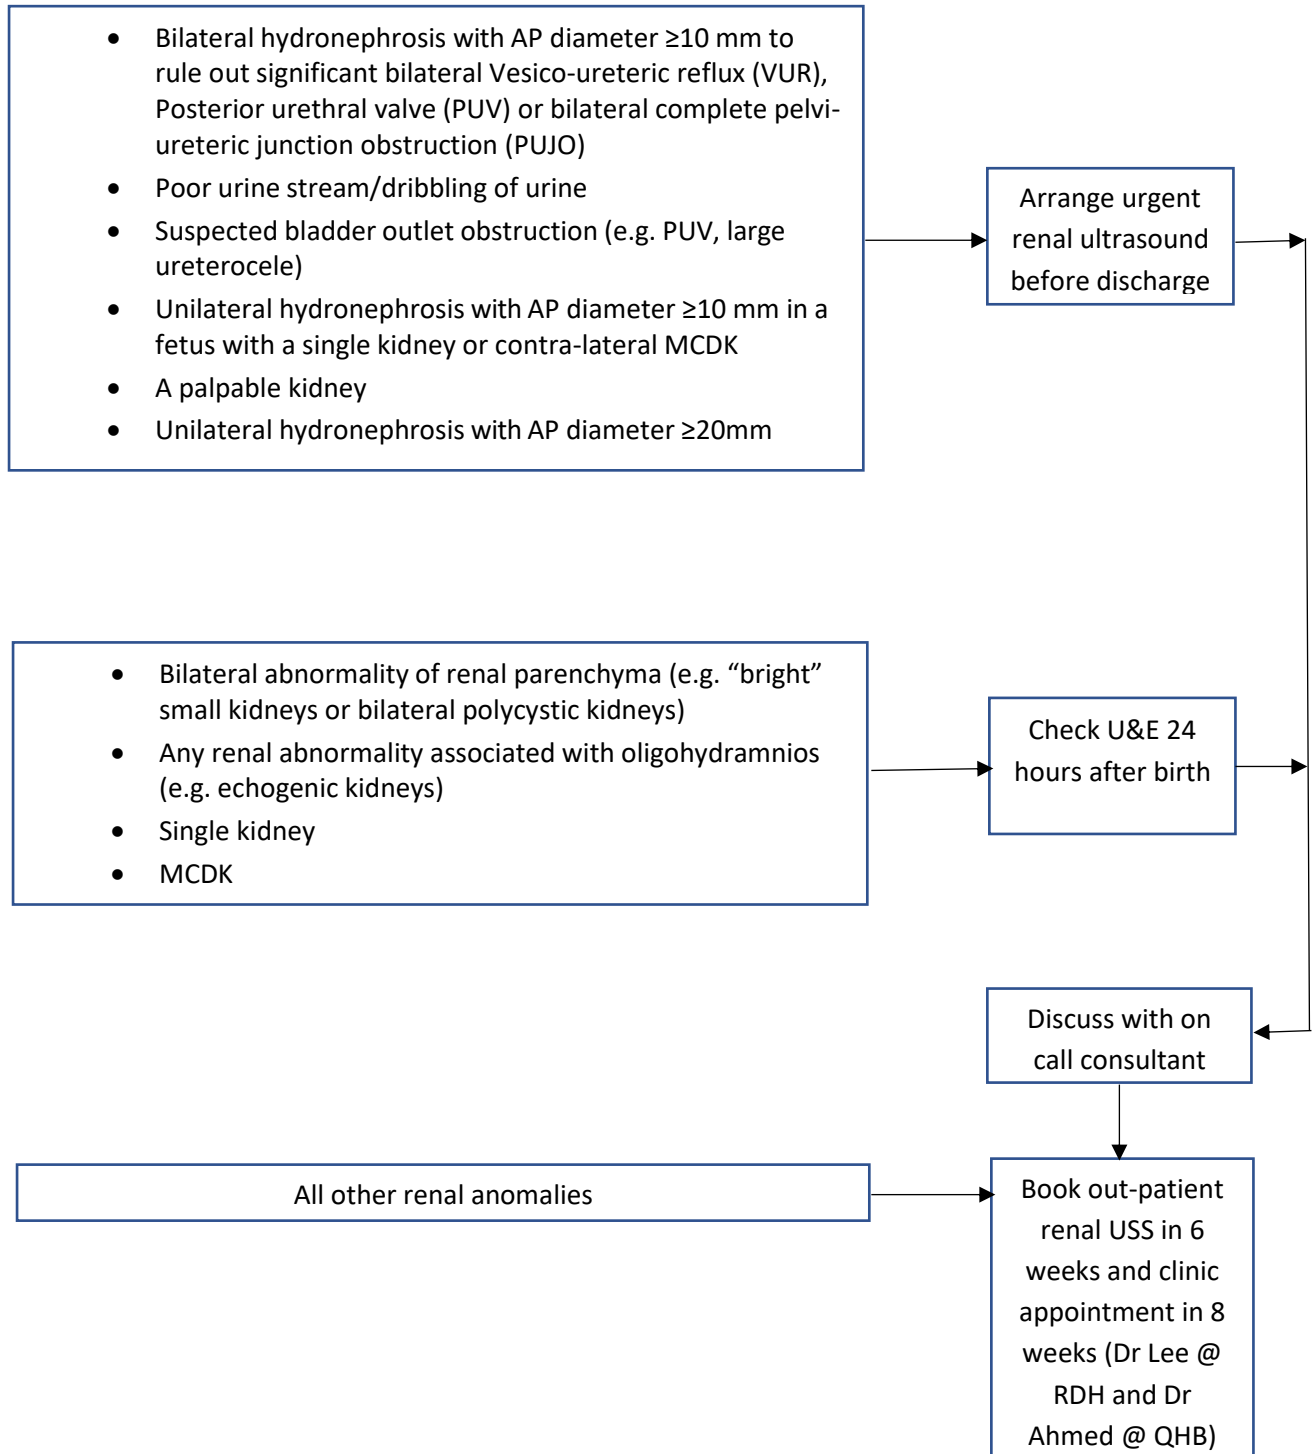 • Bilateral hydronephrosis with AP diameter ≥10 mm to
rule out significant bilateral Vesico-ureteric reflux (VUR),
Posterior urethral valve (PUV) or bilateral complete pelvi-
ureteric junction obstruction (PUJO)
• Poor urine stream/dribbling of urine
• Suspected bladder outlet obstruction (e.g. PUV, large
ureterocele)
• Unilateral hydronephrosis with AP diameter ≥10 mm in a
fetus with a single kidney or contra-lateral MCDK
• A palpable kidney
• Unilateral hydronephrosis with AP diameter ≥20mm
Arrange urgent
renal ultrasound
before discharge
• Bilateral abnormality of renal parenchyma (e.g. “bright”
small kidneys or bilateral polycystic kidneys)
• Any renal abnormality associated with oligohydramnios
(e.g. echogenic kidneys)
• Single kidney
• MCDK
Check U&E 24
hours after birth
Discuss with on
call consultant
All other renal anomalies
Book out-patient
renal USS in 6
weeks and clinic
appointment in 8
weeks (Dr Lee @
RDH and Dr
Ahmed @ QHB)